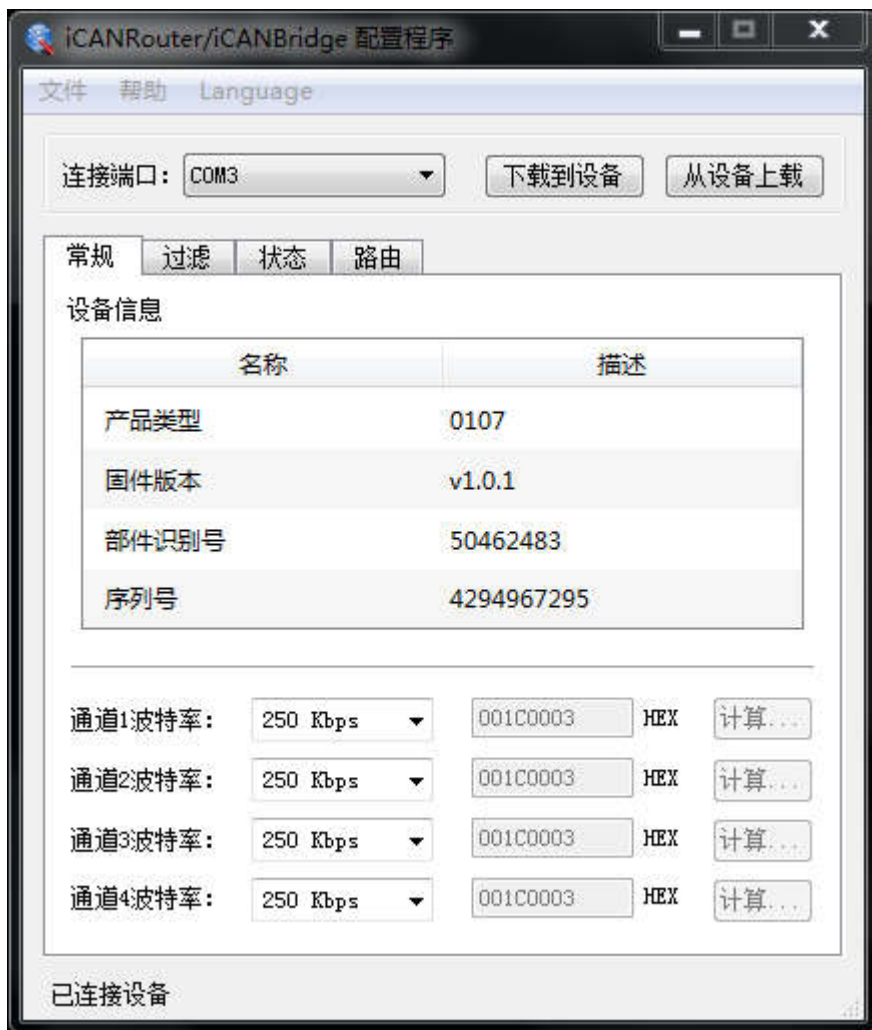 iCANRouter/iCANBridge 配置程序
文件 帮助 Language
连接端口: COM3 下载到设备 从设备上载
常规 过滤 状态 路由
设备信息
名称 描述
产品类型 0107
固件版本 v1.0.1
部件识别号 50462483
序列号 4294967295
通道1波特率: 250 Kbps 001C0003 HEX 计算...
通道2波特率: 250 Kbps 001C0003 HEX 计算...
通道3波特率: 250 Kbps 001C0003 HEX 计算...
通道4波特率: 250 Kbps 001C0003 HEX 计算...
已连接设备